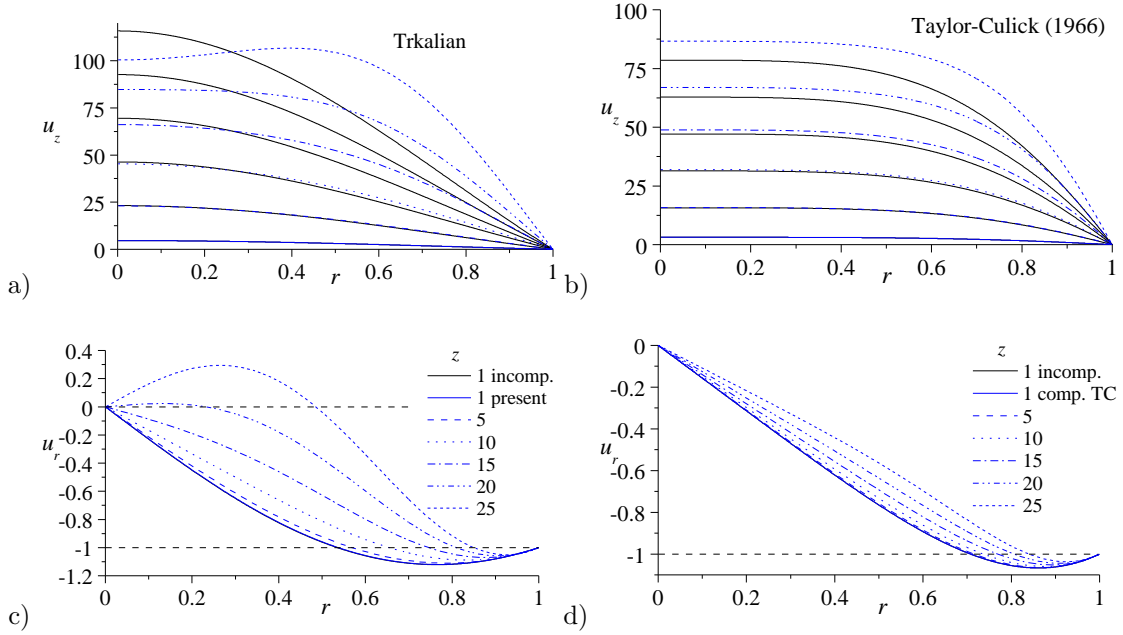 Trkalian
100
75
50
25
0
u_z
0 0.2 0.4 0.6 0.8 1
r
a)
Taylor-Culick (1966)
100
75
50
25
0
u_z
0 0.2 0.4 0.6 0.8 1
r
b)
0.4
0.2
0
-0.2
-0.4
-0.6
-0.8
-1
-1.2
u_r
z
1 incomp.
1 present
5
10
15
20
25
0 0.2 0.4 0.6 0.8 1
r
c)
0
-0.2
-0.4
-0.6
-0.8
-1
u_r
z
1 incomp.
1 comp. TC
5
10
15
20
25
0 0.2 0.4 0.6 0.8 1
r
d)